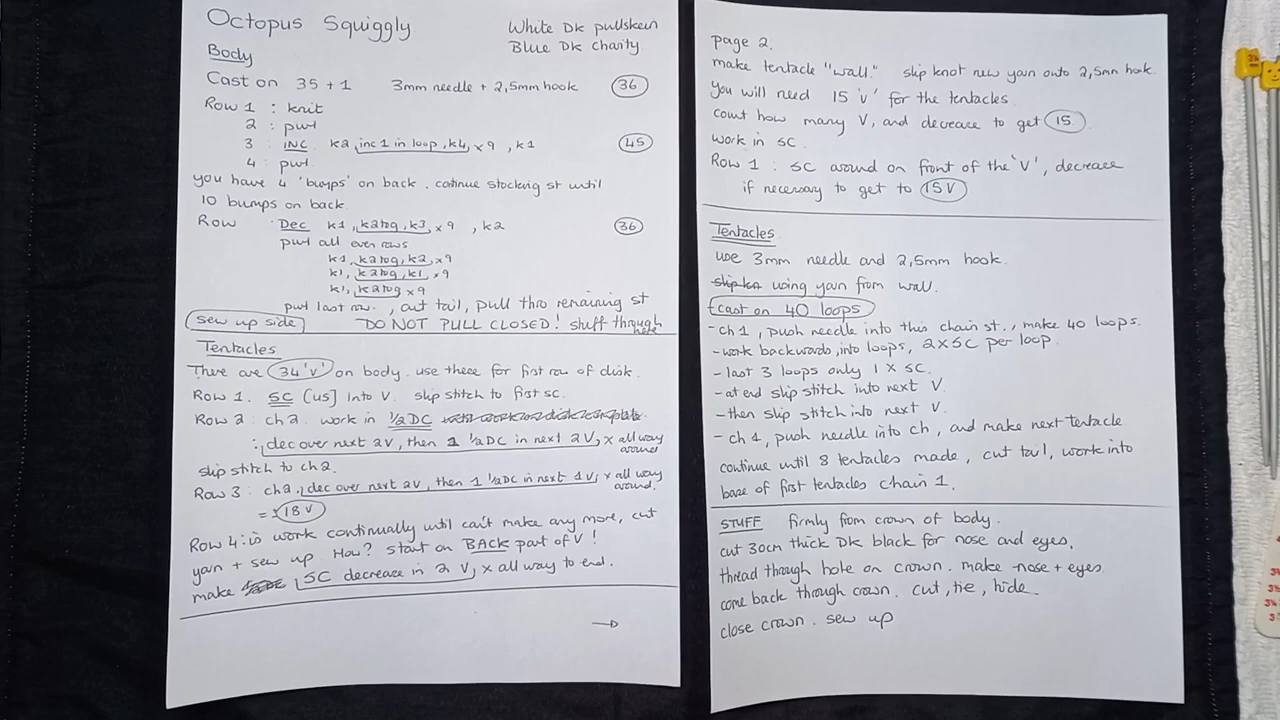 Octopus Squiggly
White DK pullskein
Blue DK charity
Body
Cast on 35 + 1 3mm needle + 2,5mm hook 36
Row 1 : knit
2 : purl
3 : INC k2, inc 1 in loop, k4, x 9 , k1 45
4 : purl
you have 4 'bumps' on back. continue stocking st until
10 bumps on back.
Row : Dec k1, k2tog, k3, x 9 , k2 36
purl all even rows
k1, k2tog, k2, x 9
k1, k2tog, k1, x 9
k1, k2tog x 9
purl last row. , cut tail, pull thro remaining st
sew up side DO NOT PULL CLOSED! stuff through
Tentacles
There are 34 'V' on body. use these for first row of disk.
Row 1. SC [US] into V. slip stitch to first sc.
Row 2: ch 2. work in 1/2 DC
: dec over next 2V, then 1 1/2 DC in next 2V, x all way around
slip stitch to ch 2.
Row 3: ch2, dec over next 2V, then 1 1/2 DC in next 1V, x all way around.
= 18V
Row 4: work continually until can't make any more, cut
yarn + sew up. How? start on BACK part of V!
make SC decrease in 2 V, x all way to end.
page 2.
make tentacle "wall." slip knot new yarn onto 2,5mm hook.
You will need 15 'V' for the tentacles
count how many V, and decrease to get 15.
work in SC.
Row 1 : SC around on front of the 'V', decrease
if necessary to get to 15V
Tentacles
use 3mm needle and 2,5mm hook.
using yarn from wall.
cast on 40 loops
- ch 1, push needle into this chain st., make 40 loops.
- work backwards, into loops, 2 x SC per loop.
- last 3 loops only 1 x SC.
- at end slip stitch into next V.
- then slip stitch into next V.
- ch 1, push needle into ch, and make next tentacle
continue until 8 tentacles made, cut tail, work into
base of first tentacles chain 1.
STUFF firmly from crown of body.
cut 30cm thick DK black for nose and eyes.
thread through hole on crown. make nose + eyes
come back through crown. cut, tie, hide.
close crown. sew up